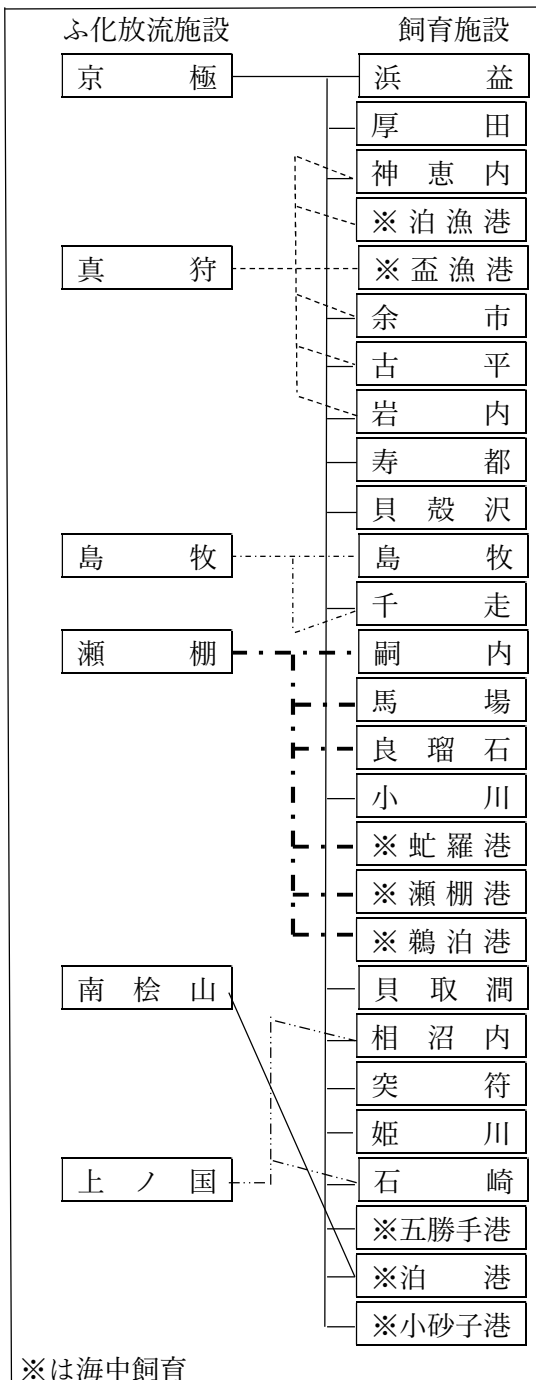 ふ化放流施設 飼育施設
京極 浜益
厚田
神恵内
※泊漁港
真狩 ※盃漁港
余市
古平
岩内
寿都
貝殻沢
島牧 島牧
千走
瀬棚 嗣内
馬場
良瑠石
小川
※虻羅港
※瀬棚港
※鵜泊港
南桧山 貝取澗
相沼内
突符
姫川
上ノ国 石崎
※五勝手港
※泊港
※小砂子港
※は海中飼育